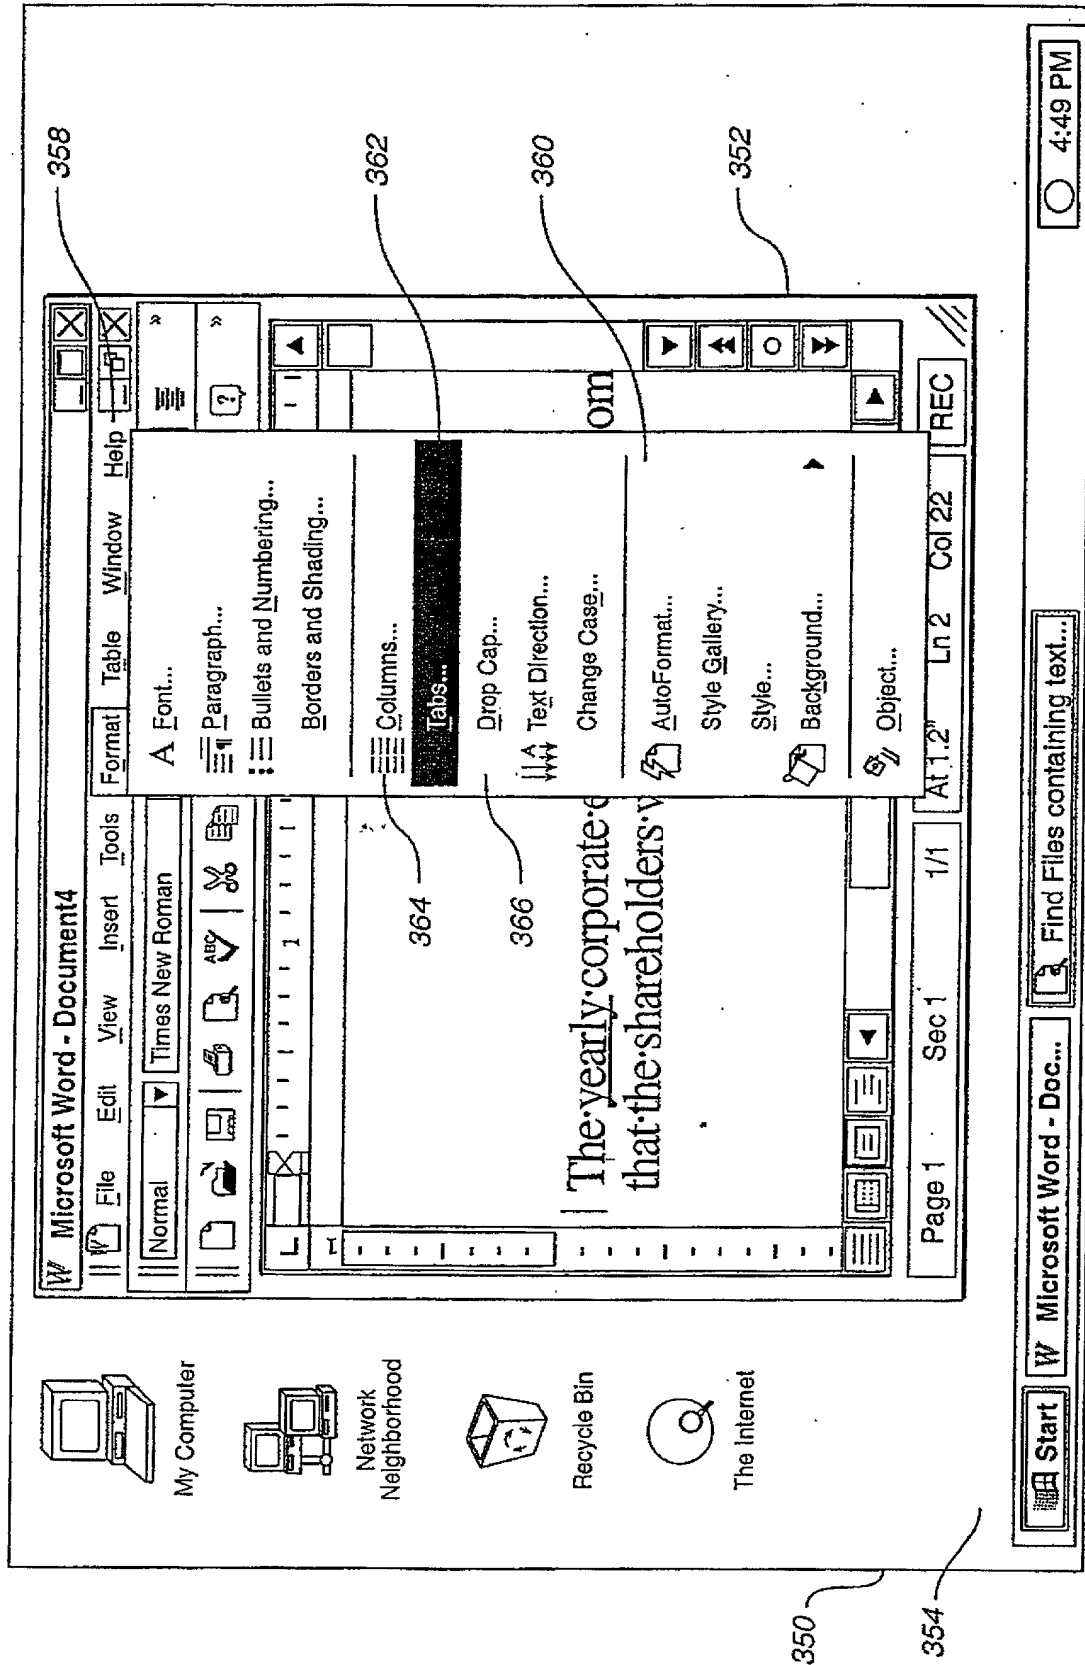 W Microsoft Word - Document4
File Edit View Insert Tools Format Table Window Help
Normal Times New Roman
ABC
?
L 1
1
A Font...
Paragraph...
Bullets and Numbering...
Borders and Shading...
Columns...
Tabs...
Drop Cap...
Text Direction...
Change Case...
AutoFormat...
Style Gallery...
Style...
Background...
Object...
The·yearly·corporate·e om
that·the·shareholders·v
Page 1 Sec 1 1/1 At 1.2" Ln 2 Col 22 REC
My Computer
Network
Neighborhood
Recycle Bin
The Internet
Start W Microsoft Word - Doc... Find Files containing text... 4:49 PM
358
362
360
352
364
366
350
354